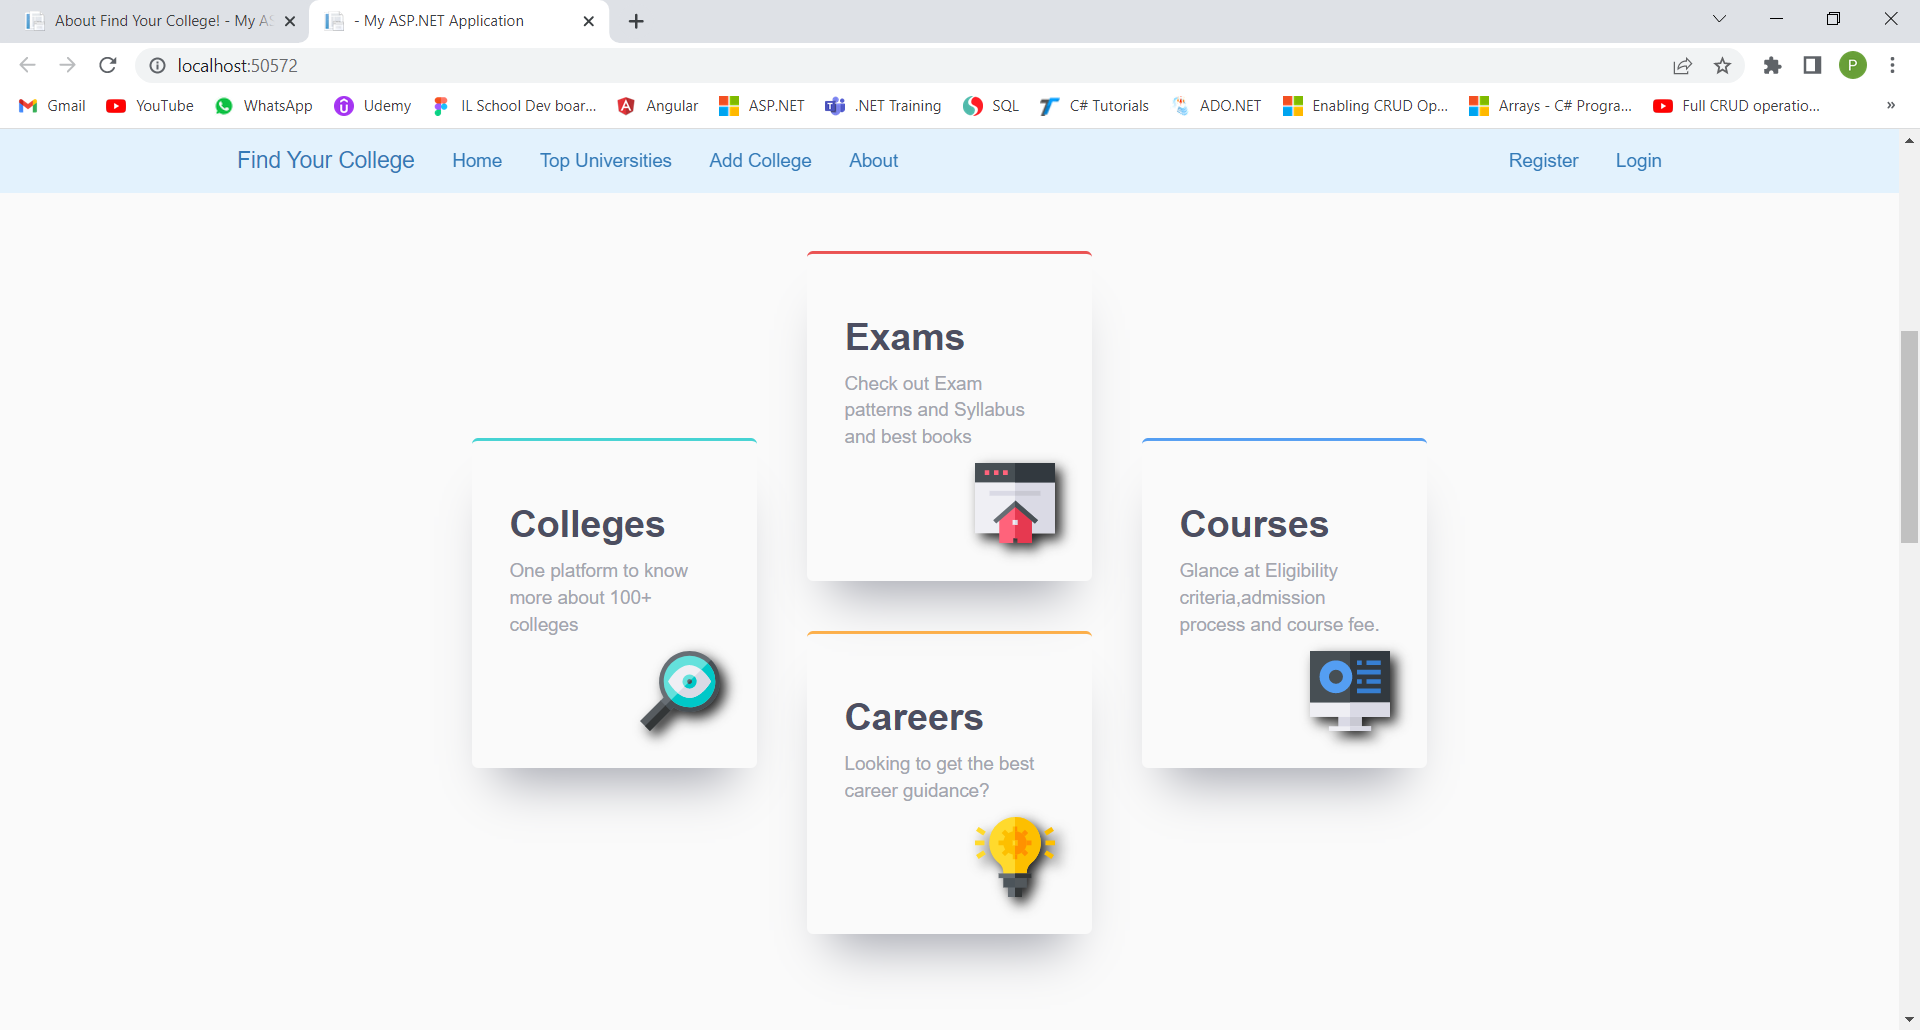 About Find Your College! - My AS
- My ASP.NET Application
localhost:50572
P
Gmail
YouTube
WhatsApp
Udemy
IL School Dev boar...
Angular
ASP.NET
.NET Training
SQL
C# Tutorials
ADO.NET
Enabling CRUD Op...
Arrays - C# Progra...
Full CRUD operatio...
»
Find Your College
Home
Top Universities
Add College
About
Register
Login
Exams
Check out Exam
patterns and Syllabus
and best books
Colleges
One platform to know
more about 100+
colleges
Courses
Glance at Eligibility
criteria,admission
process and course fee.
Careers
Looking to get the best
career guidance?